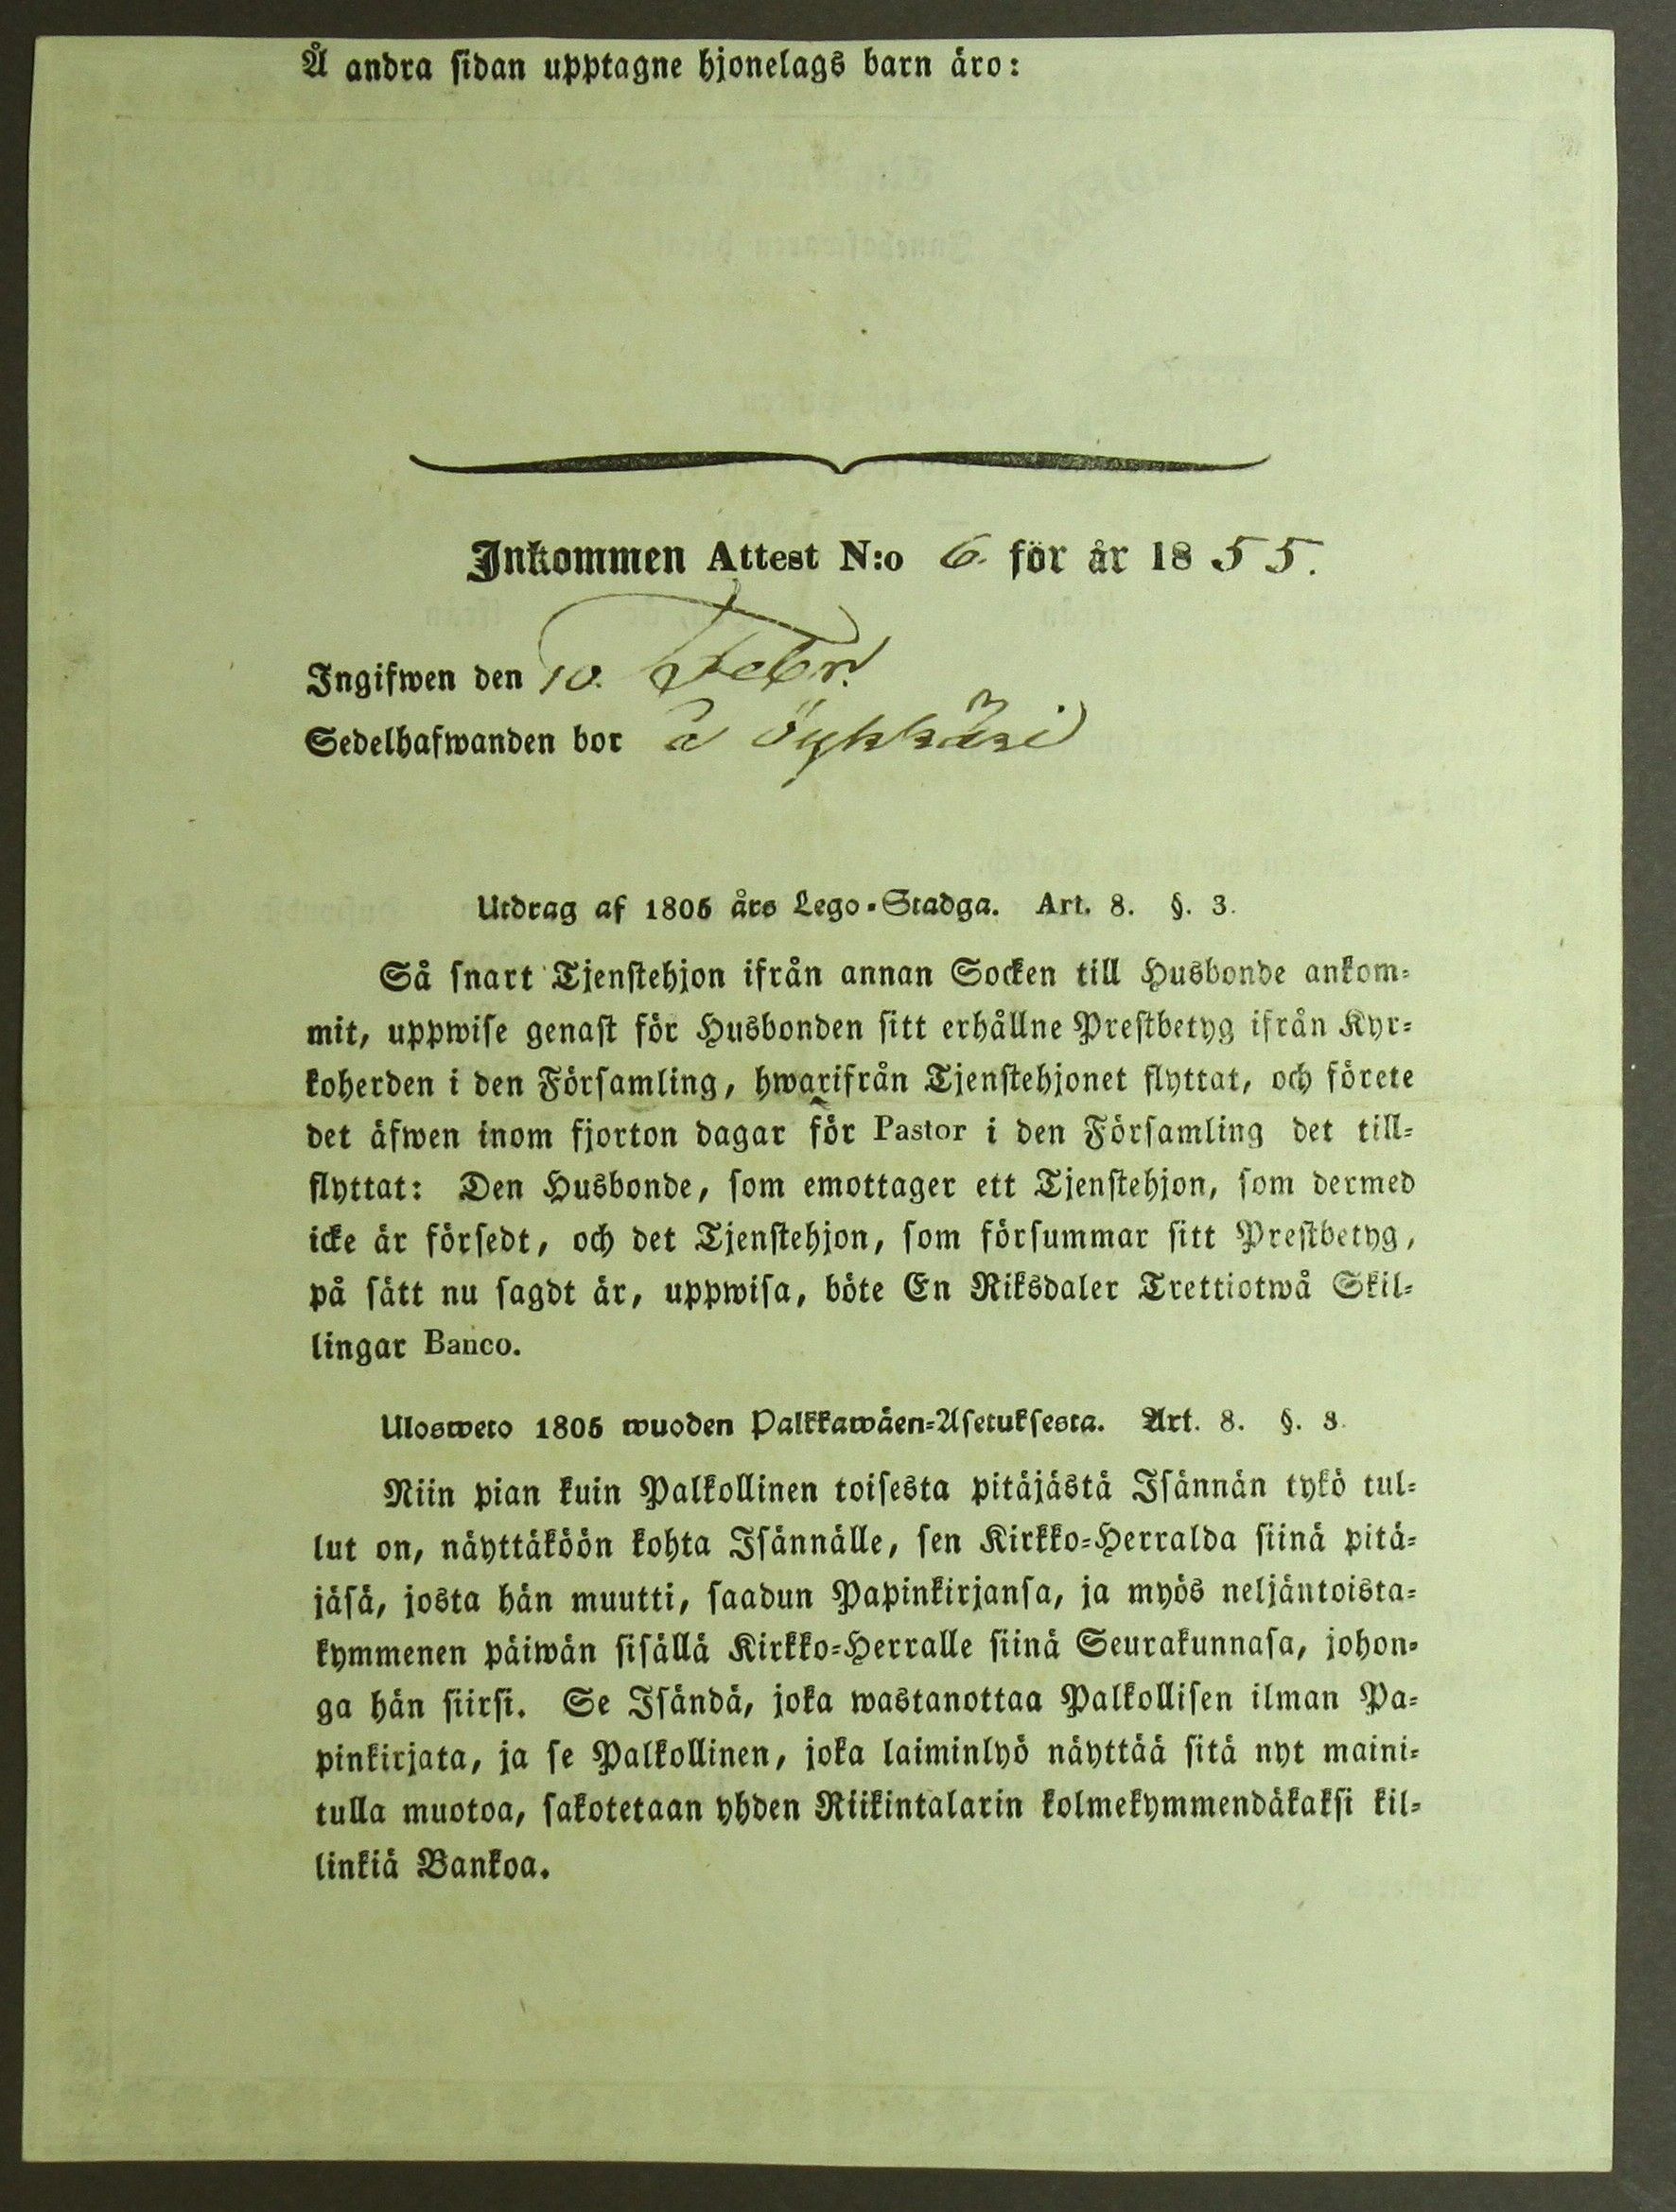 Å andra sidan upptagne hjonelags barn äro:
Inkommen Attest N:o 6. för år 1855.
Ingifwen den 10. Febr.
Sedelhafwanden bor å
Utdrag af 1805 års Lego-Stadga. Art. 8. §. 3.
Så snart Tjenstehjon ifrån annan Socken till Husbonde ankom-
mit, uppwise genast för Husbonden sitt erhållne Prestbetyg ifrån Kyr-
koherden i den Församling, hwarifrån Tjenstehjonet flyttat, och förete
det äfwen inom fjorton dagar för Pastor i den Församling det till-
flyttat: Den Husbonde, som emottager ett Tjenstehjon, som dermed
icke är försedt, och det Tjenstehjon, som försummar sitt Prestbetyg,
på sätt nu sagdt är, uppwisa, böte En Riksdaler Trettiotwå Skil-
lingar Banco.
Ulosweto 1805 wuoden Palkkawäen-Asetuksesta. Art. 8. §. 3.
Niin pian kuin Palkollinen toisesta pitäjästä Isännän tykö tul-
lut on, näyttäköön kohta Isännälle, sen Kirkko-Herralda siinä pitä-
jäsä, josta hän muutti, saadun Papinkirjansa, ja myös neljäntoista-
kymmenen päiwän sisällä Kirkko-Herralle siinä Seurakunnasa, johon-
ga hän siirsi. Se Isändä, joka wastanottaa Palkollisen ilman Pa-
pinkirjata, ja se Palkollinen, joka laiminlyö näyttää sitä nyt maini-
tulla muotoa, sakotetaan yhden Riikintalarin kolmekymmendäkaksi kil-
linkiä Bankoa.